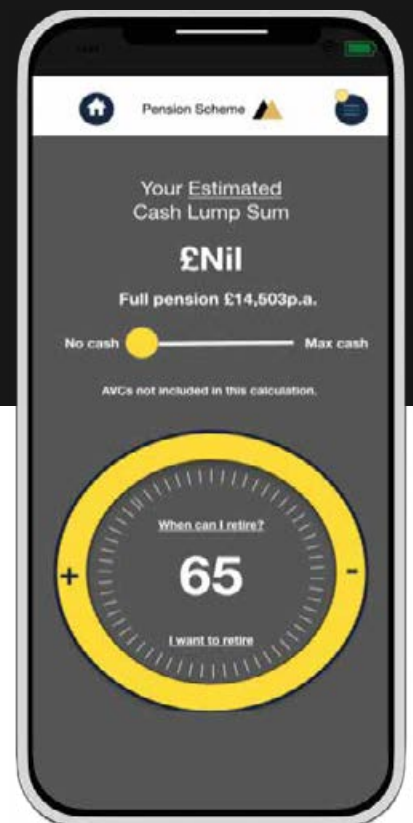 Pension Scheme
Your Estimated
Cash Lump Sum
£Nil
Full pension £14,503p.a.
No cash
Max cash
AVCs not included in this calculation.
When can I retire?
+
65
-
I want to retire